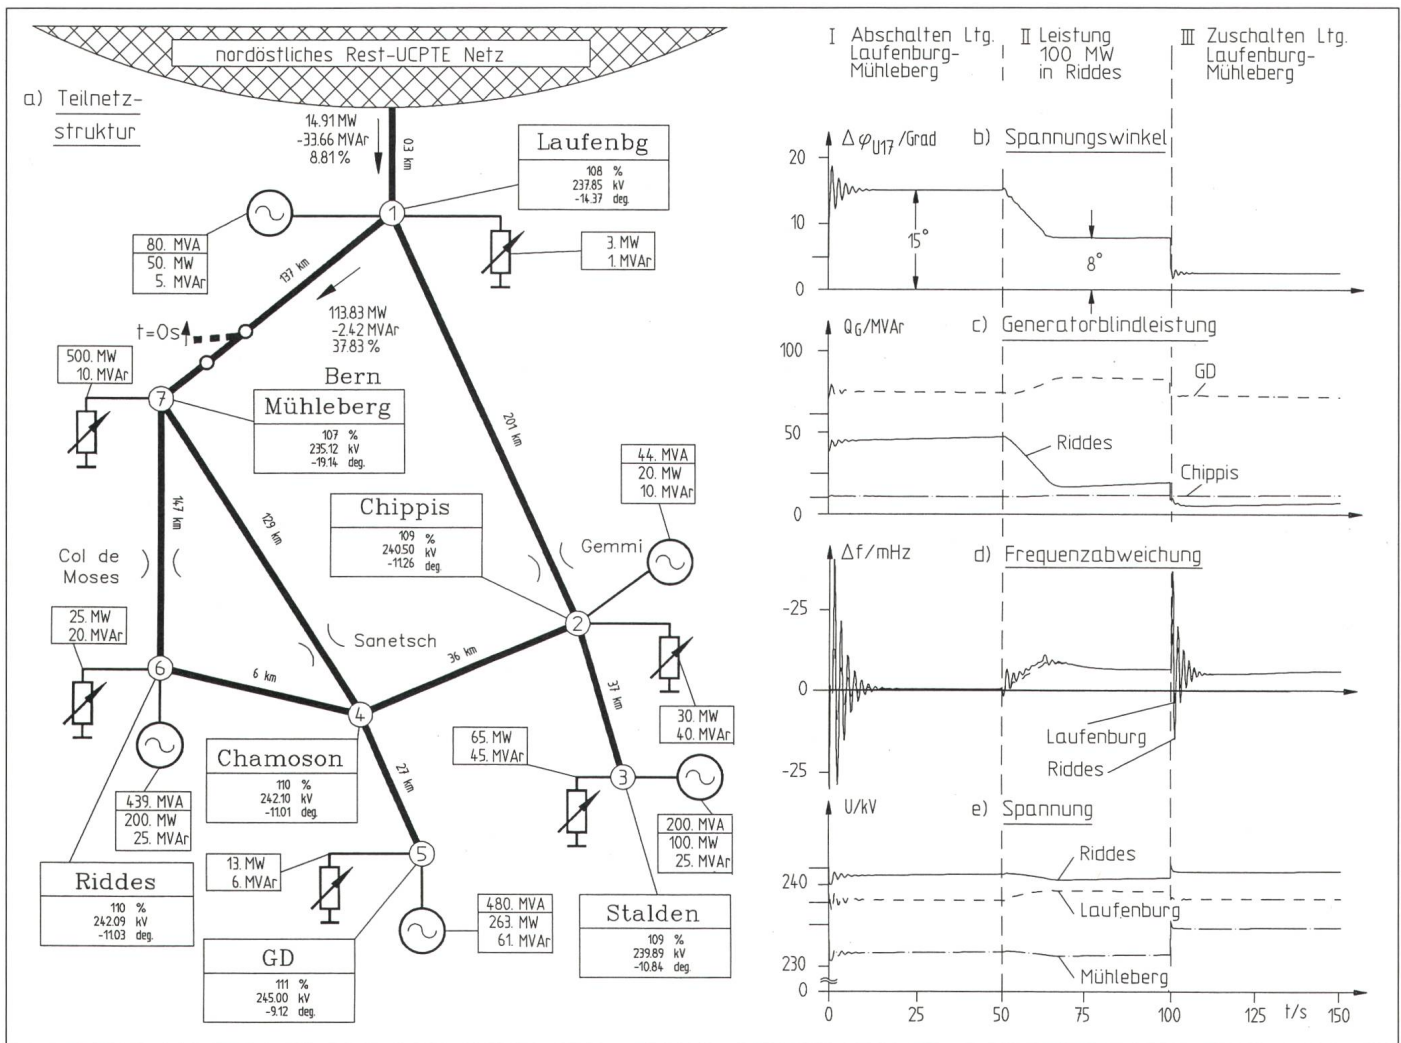 nordöstliches Rest-UCPTE Netz
a) Teilnetz-
struktur
14.91 MW
-33.66 MVAr
8.81 %
0.3 km
Laufenbg
108 %
237.85 kV
-14.37 deg.
1
80. MVA
50. MW
5. MVAr
3. MW
1. MVAr
137 km
113.83 MW
-2.42 MVAr
37.83 %
t=0s
500. MW
10. MVAr
7
Bern
Mühleberg
107 %
235.12 kV
-19.14 deg.
201 km
44. MVA
20. MW
10. MVAr
147 km
129 km
Chippis
109 %
240.50 kV
-11.26 deg.
Gemmi
Col de
Moses
2
25. MW
20. MVAr
Sanetsch
36 km
6
6 km
37 km
30. MW
40. MVAr
4
65. MW
45. MVAr
Chamoson
110 %
242.10 kV
-11.01 deg.
27 km
3
439. MVA
200. MW
25. MVAr
200. MVA
100. MW
25. MVAr
13. MW
6. MVAr
5
Riddes
110 %
242.09 kV
-11.03 deg.
480. MVA
263. MW
61. MVAr
Stalden
109 %
239.89 kV
-10.84 deg.
GD
111 %
245.00 kV
-9.12 deg.
I Abschalten Ltg.
Laufenburg-
Mühleberg
II Leistung
100 MW
in Riddes
III Zuschalten Ltg.
Laufenburg-
Mühleberg
Δφ U17 /Grad
b) Spannungswinkel
20
10
0
15°
8°
QG/MVAr
c) Generatorblindleistung
100
50
0
GD
Riddes
Chippis
Δf/mHz
d) Frequenzabweichung
-25
0
-25
Laufenburg
Riddes
U/kV
e) Spannung
240
230
0
Riddes
Laufenburg
Mühleberg
0 25 50 75 100 125 t/s 150